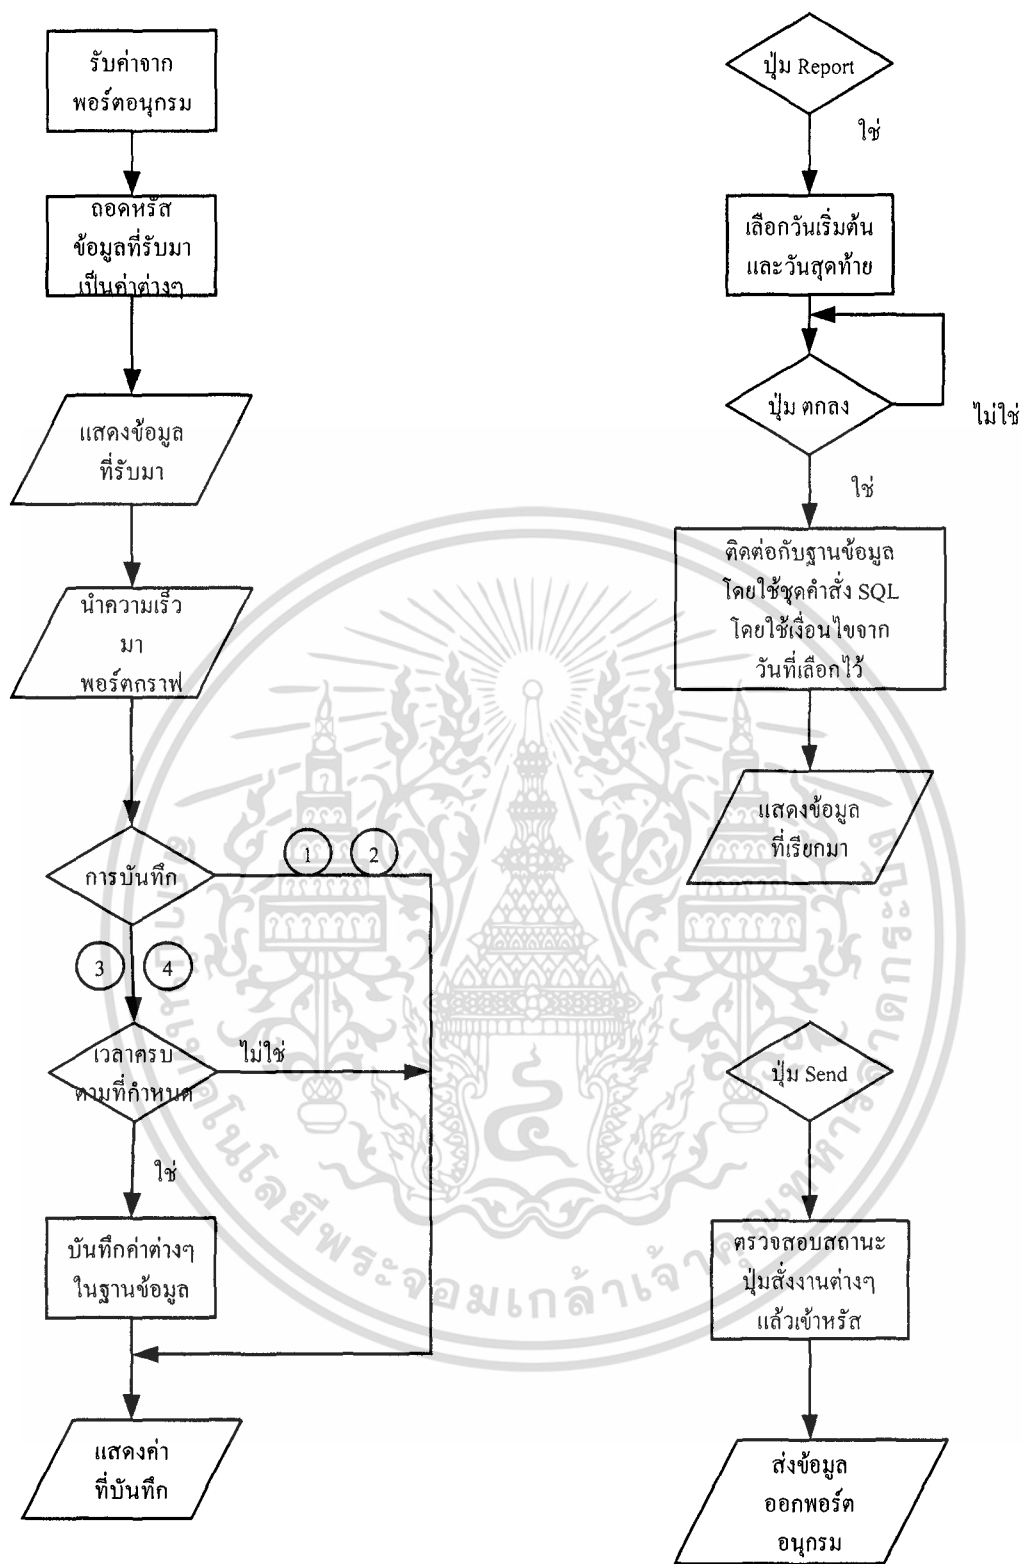 รับค่าจาก
พอร์ตอนุกรม
ถอดหรัส
ข้อมูลที่รับมา
เป็นค่าต่างๆ
แสดงข้อมูล
ที่รับมา
นำความเร็ว
มา
พอร์ตกราฟ
การบันทึก
1
2
3
4
เวลาครบ
ตามที่กำหนด
ไม่ใช่
ใช่
บันทึกค่าต่างๆ
ในฐานข้อมูล
แสดงค่า
ที่บันทึก
ปุ่ม Report
ใช่
เลือกวันเริ่มต้น
และวันสุดท้าย
ปุ่ม ตกลง
ไม่ใช่
ใช่
ติดต่อกับฐานข้อมูล
โดยใช้ชุดคำสั่ง SQL
โดยใช้เงื่อนไขจาก
วันที่เลือกไว้
แสดงข้อมูล
ที่เรียกมา
ปุ่ม Send
ตรวจสอบสถานะ
ปุ่มสั่งงานต่างๆ
แล้วเข้าหรัส
ส่งข้อมูล
ออกพอร์ต
อนุกรม